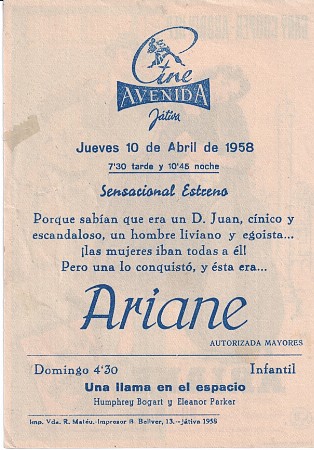 Cine
AVENIDA
Játiva
Jueves 10 de Abril de 1958
7'30 tarde y 10'45 noche
Sensacional Estreno
Porque sabían que era un D. Juan, cínico y
escandaloso, un hombre liviano y egoista...
¡las mujeres iban todas a él!
Pero una lo conquistó, y ésta era...
Ariane
AUTORIZADA MAYORES
Domingo 4'30 Infantil
Una llama en el espacio
Humphrey Bogart y Eleanor Parker
Imp. Vda. R. Matéu.-Impresor B. Bellver, 13.-Játiva 1958